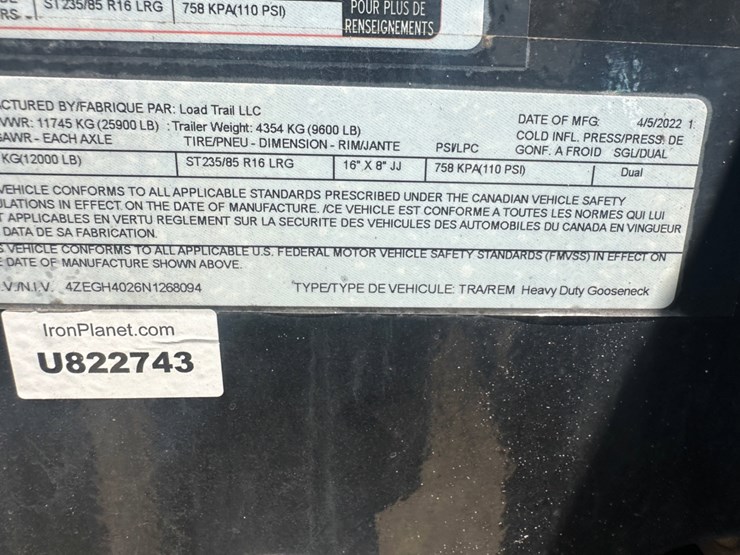 RS
ST235/85 R16 LRG
758 KPA(110 PSI)
POUR PLUS DE
RENSEIGNEMENTS
CTURED BY/FABRIQUE PAR: Load Trail LLC
DATE OF MFG: 4/5/2022 1
VWR: 11745 KG (25900 LB) : Trailer Weight: 4354 KG (9600 LB)
AWR - EACH AXLE TIRE/PNEU - DIMENSION - RIM/JANTE PSI/LPC
COLD INFL. PRESS/PRESS. DE
GONF. A FROID SGL/DUAL
KG(12000 LB) ST235/85 R16 LRG 16" X 8" JJ 758 KPA(110 PSI) Dual
VEHICLE CONFORMS TO ALL APPLICABLE STANDARDS PRESCRIBED UNDER THE CANADIAN VEHICLE SAFETY
ULATIONS IN EFFECT ON THE DATE OF MANUFACTURE. /CE VEHICLE EST CONFORME A TOUTES LES NORMES QUI LUI
T APPLICABLES EN VERTU REGLEMENT SUR LA SECURITE DES VEHICULES DES AUTOMOBILES DU CANADA EN VINGUEUR
DATA DE SA FABRICATION.
S VEHICLE CONFORMS TO ALL APPLICABLE U.S. FEDERAL MOTOR VEHICLE SAFETY STANDARDS (FMVSS) IN EFFECT ON
E DATE OF MANUFACTURE SHOWN ABOVE.
V./N.I.V. 4ZEGH4026N1268094 TYPE/TYPE DE VEHICULE: TRA/REM Heavy Duty Gooseneck
IronPlanet.com
U822743